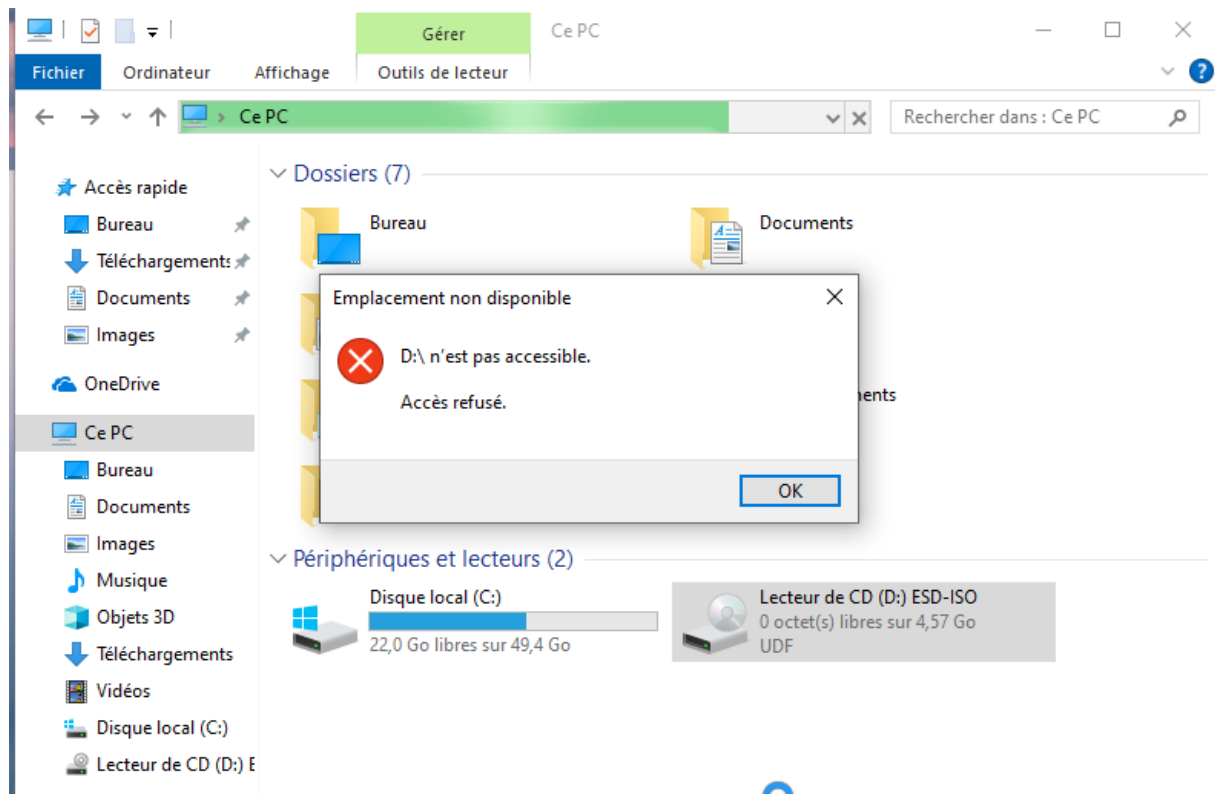 Gérer
Ce PC
Fichier
Ordinateur
Affichage
Outils de lecteur
?
Ce PC
Rechercher dans : Ce PC
Accès rapide
Bureau
Téléchargements
Documents
Images
OneDrive
Ce PC
Bureau
Documents
Images
Musique
Objets 3D
Téléchargements
Vidéos
Disque local (C:)
Lecteur de CD (D:) E
Dossiers (7)
Bureau
Documents
Emplacement non disponible
D:\ n'est pas accessible.
Accès refusé.
OK
Périphériques et lecteurs (2)
Disque local (C:)
22,0 Go libres sur 49,4 Go
Lecteur de CD (D:) ESD-ISO
0 octet(s) libres sur 4,57 Go
UDF